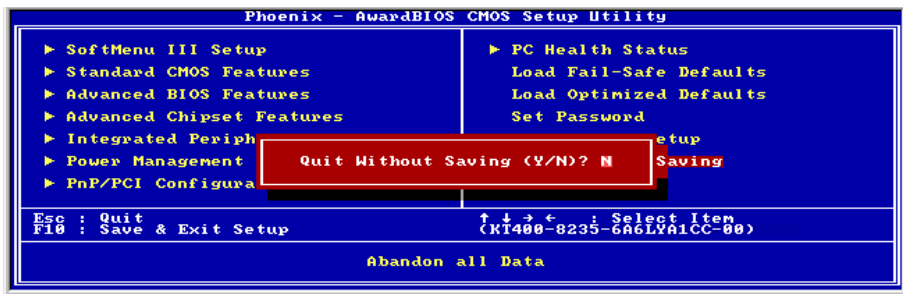 Phoenix - AwardBIOS CMOS Setup Utility
► SoftMenu III Setup
► Standard CMOS Features
► Advanced BIOS Features
► Advanced Chipset Features
► Integrated Periph
► Power Management
► PnP/PCI Configura
► PC Health Status
Load Fail-Safe Defaults
Load Optimized Defaults
Set Password
etup
Saving
Quit Without Saving (Y/N)? N
Esc : Quit
F10 : Save & Exit Setup
↑ ↓ → ← : Select Item
(KT400-8235-6A6LYA1CC-00)
Abandon all Data